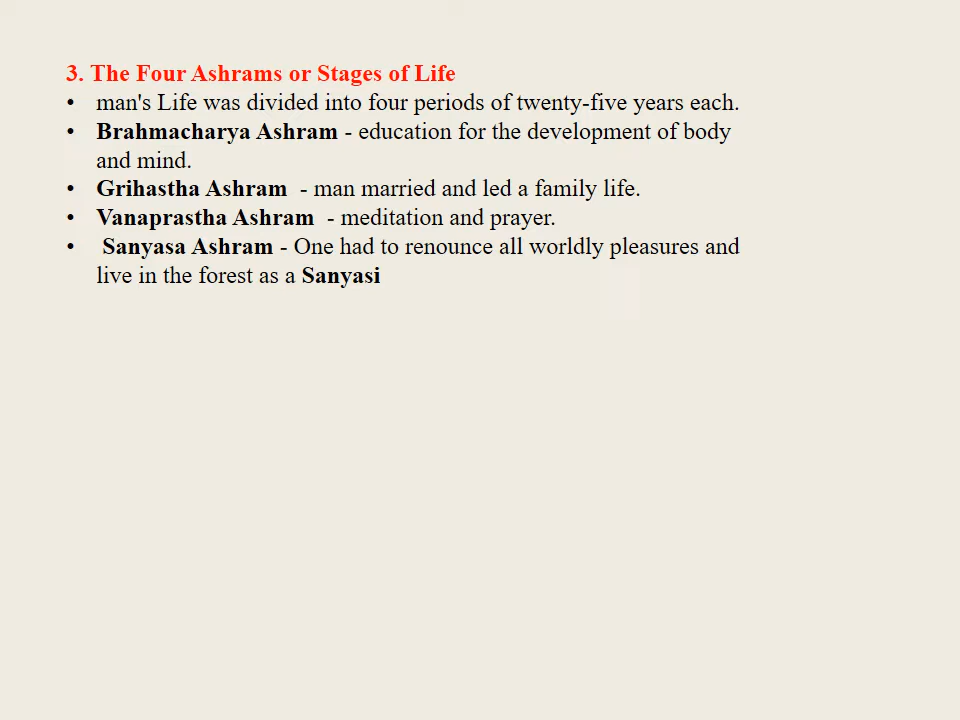 3. The Four Ashrams or Stages of Life
• man's Life was divided into four periods of twenty-five years each.
• Brahmacharya Ashram - education for the development of body
and mind.
• Grihastha Ashram  - man married and led a family life.
• Vanaprastha Ashram  - meditation and prayer.
•  Sanyasa Ashram - One had to renounce all worldly pleasures and
live in the forest as a Sanyasi